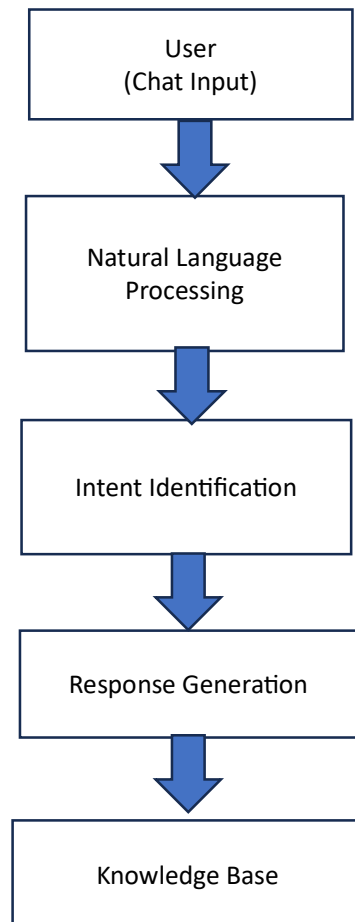 User
(Chat Input)
Natural Language
Processing
Intent Identification
Response Generation
Knowledge Base